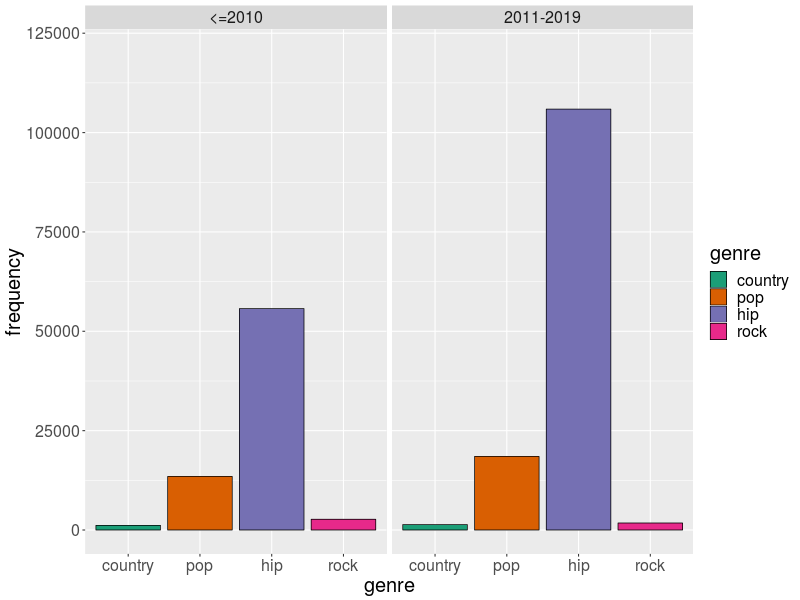 <=2010
2011-2019
125000
100000
75000
50000
25000
0
frequency
country pop hip rock
country pop hip rock
genre
genre
country
pop
hip
rock